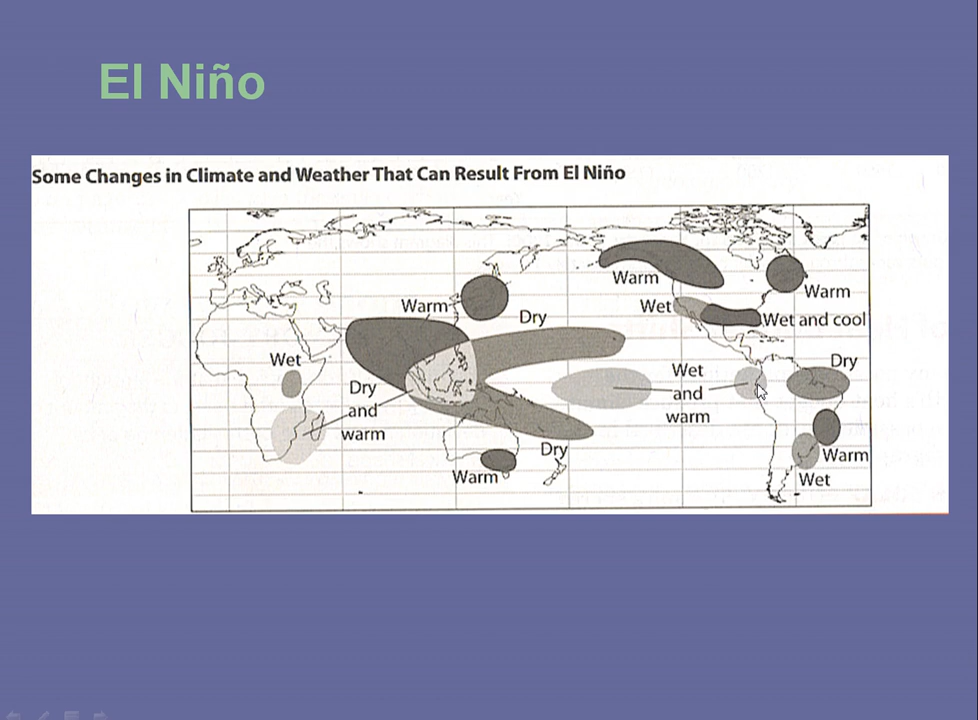 El Niño
Some Changes in Climate and Weather That Can Result From El Niño
Warm
Warm
Warm
Wet
Dry
Wet and cool
Wet
Dry
and
warm
Wet
and
warm
Dry
Dry
Warm
Warm
Wet